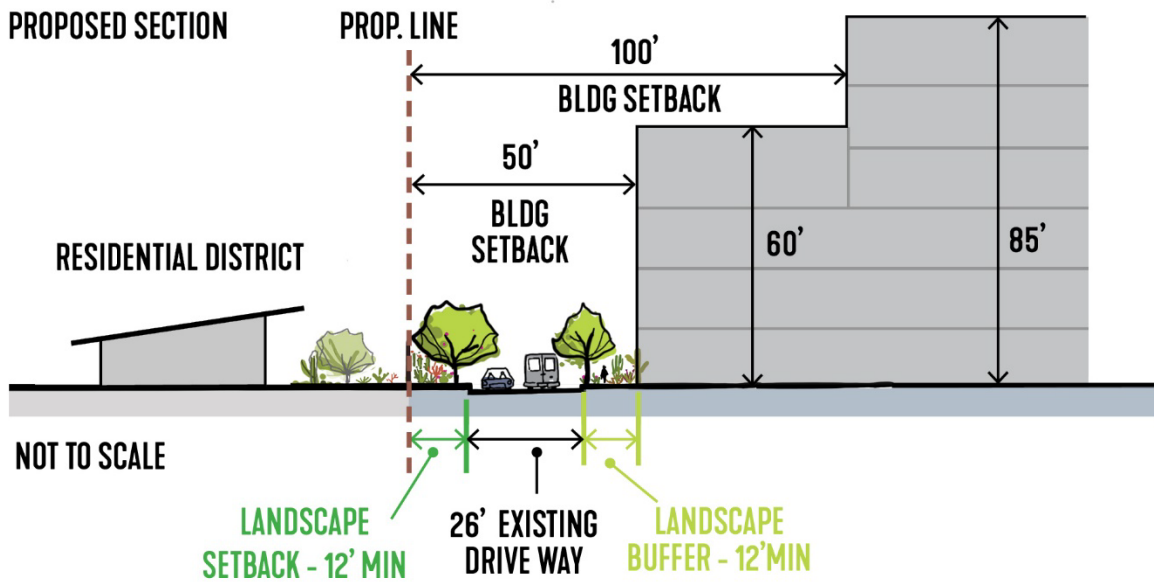 PROPOSED SECTION
PROP. LINE
100’
BLDG SETBACK
50’
BLDG
SETBACK
60’
85’
RESIDENTIAL DISTRICT
NOT TO SCALE
LANDSCAPE
SETBACK - 12’ MIN
26’ EXISTING
DRIVE WAY
LANDSCAPE
BUFFER - 12’MIN